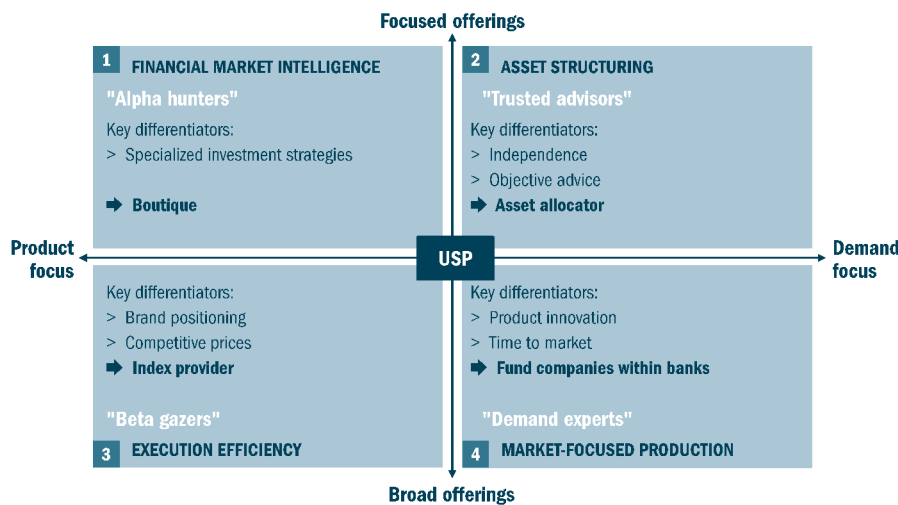 Focused offerings
1 FINANCIAL MARKET INTELLIGENCE
"Alpha hunters"
Key differentiators:
> Specialized investment strategies
➡ Boutique
2 ASSET STRUCTURING
"Trusted advisors"
Key differentiators:
> Independence
> Objective advice
➡ Asset allocator
Product
focus
USP
Demand
focus
Key differentiators:
> Brand positioning
> Competitive prices
➡ Index provider
"Beta gazers"
3 EXECUTION EFFICIENCY
Key differentiators:
> Product innovation
> Time to market
➡ Fund companies within banks
"Demand experts"
4 MARKET-FOCUSED PRODUCTION
Broad offerings